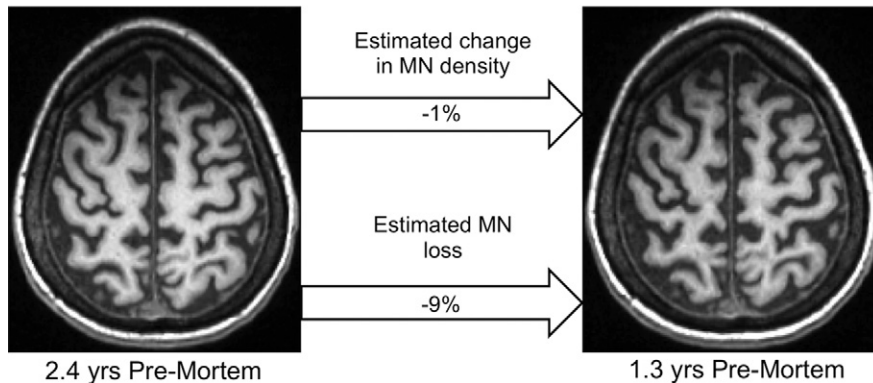 Estimated change
in MN density
-1%
Estimated MN
loss
-9%
2.4 yrs Pre-Mortem
1.3 yrs Pre-Mortem